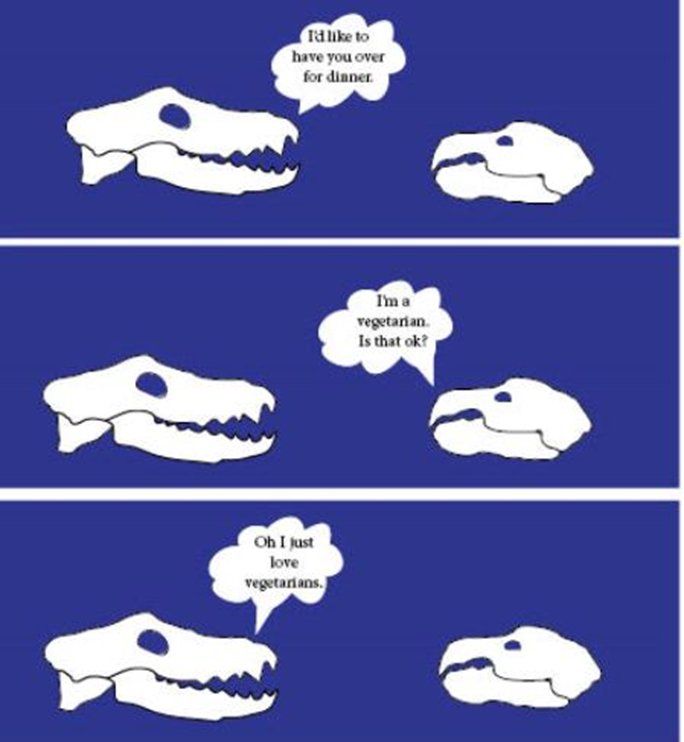 I'd like to
have you over
for dinner.
I'm a
vegetarian.
Is that ok?
Oh I just
love
vegetarians.